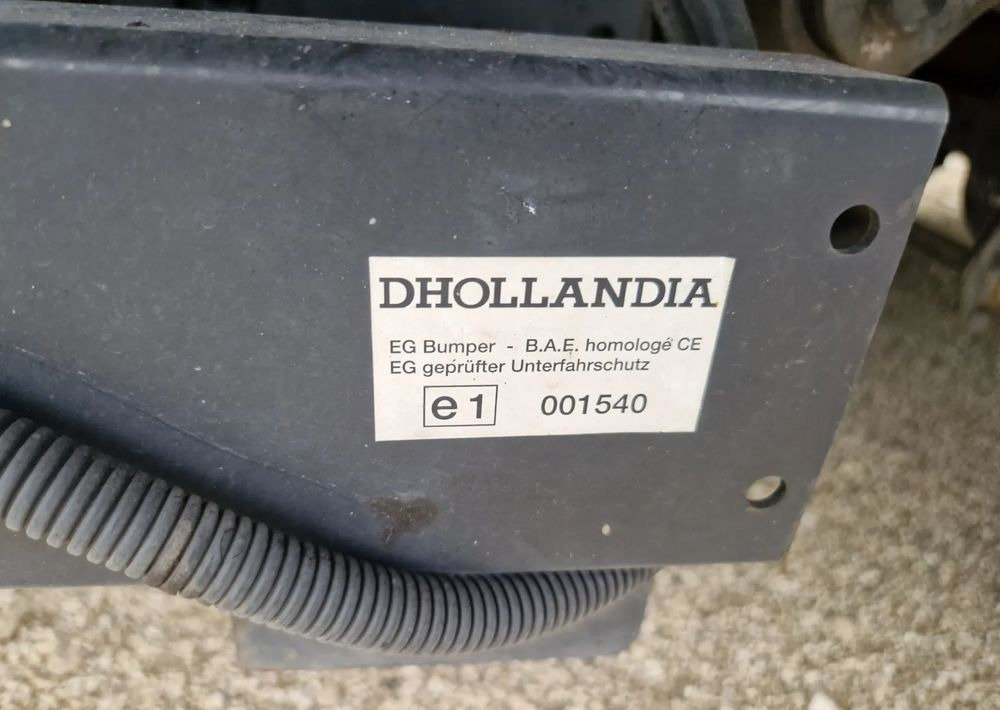 DHOLLANDIA
EG Bumper - B.A.E. homologé CE
EG geprüfter Unterfahrschutz
e1 001540